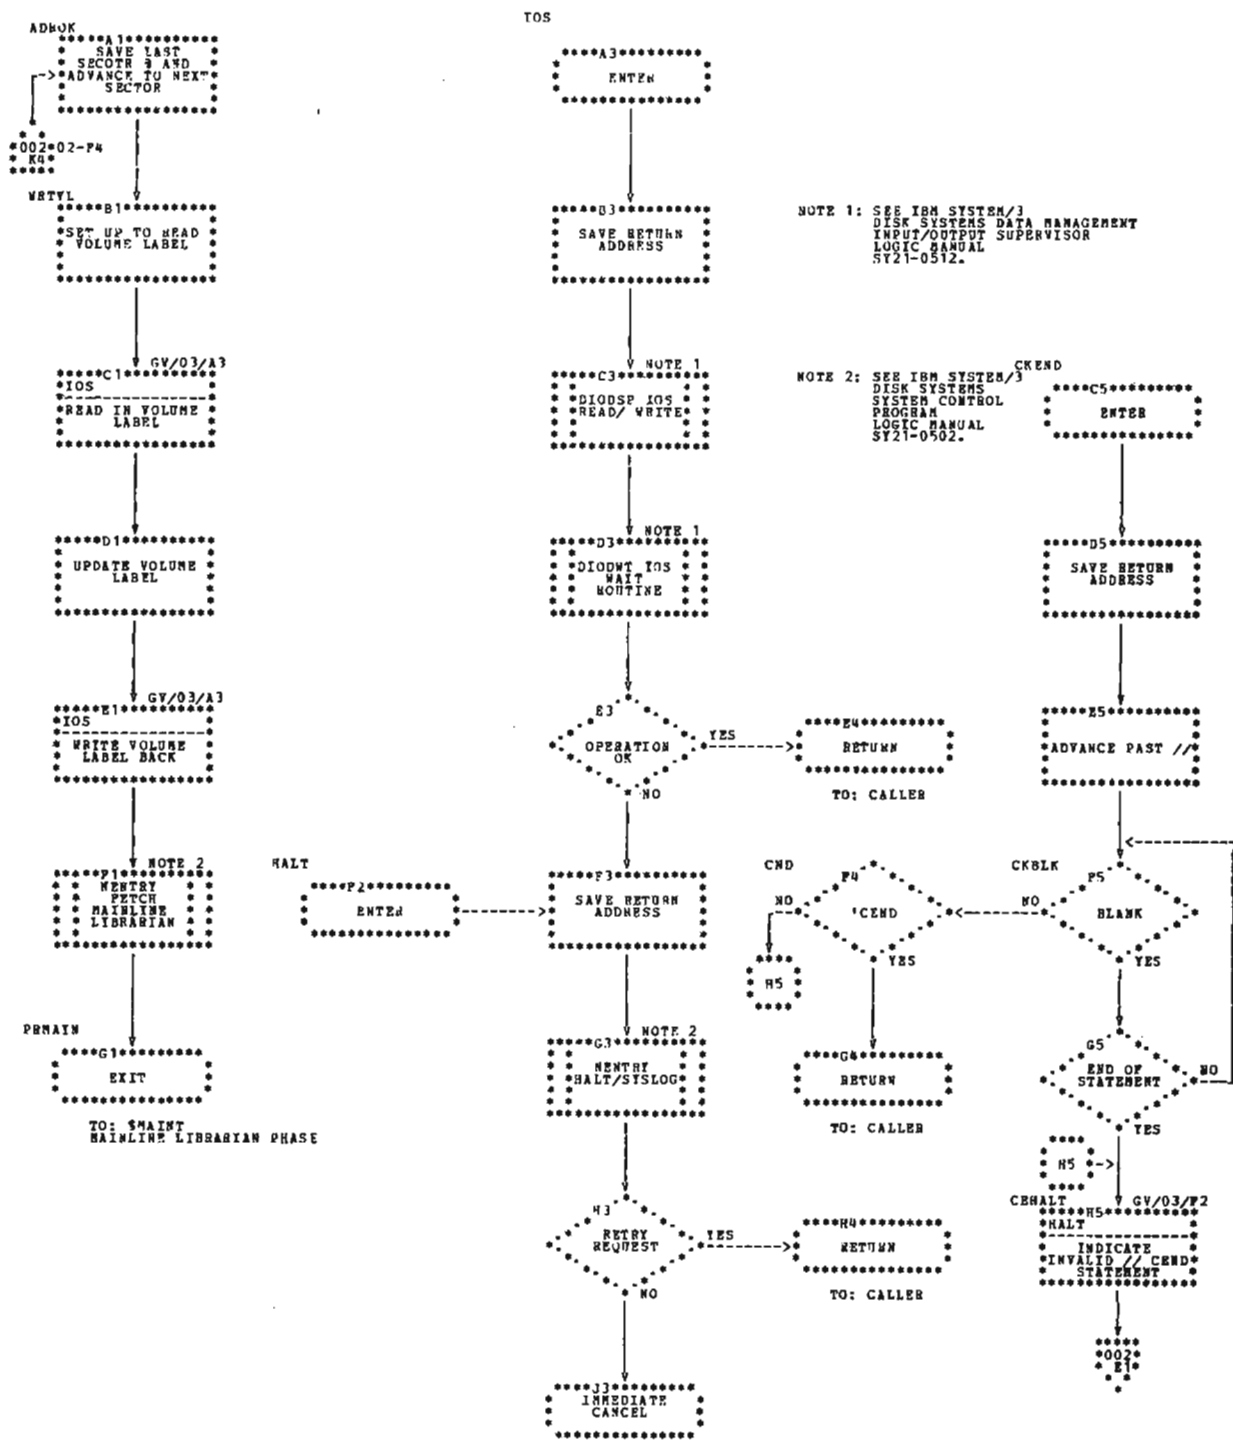 IOS
ADBOK
A1
SAVE LAST
SECOTR @ AND
ADVANCE TO NEXT
SECTOR
002 02-F4
K4
WRTVL
B1
SET UP TO READ
VOLUME LABEL
GV/03/A3
C1
IOS
READ IN VOLUME
LABEL
D1
UPDATE VOLUME
LABEL
GV/03/A3
E1
IOS
WRITE VOLUME
LABEL BACK
NOTE 2
F1
NENTRY
FETCH
MAINLINE
LIBRARIAN
PRMAIN
G1
EXIT
TO: $MAINT
MAINLINE LIBRARIAN PHASE
A3
ENTER
B3
SAVE RETURN
ADDRESS
NOTE 1
C3
DIODSP IOS
READ/ WRITE
NOTE 1
D3
DIODWT IOS
WAIT
ROUTINE
E3
OPERATION
OK
YES
NO
E4
RETURN
TO: CALLER
HALT
F2
ENTER
F3
SAVE RETURN
ADDRESS
NOTE 2
G3
NENTRY
HALT/SYSLOG
H3
RETRY
REQUEST
YES
NO
H4
RETURN
TO: CALLER
J3
IMMEDIATE
CANCEL
NOTE 1: SEE IBM SYSTEM/3
DISK SYSTEMS DATA MANAGEMENT
INPUT/OUTPUT SUPERVISOR
LOGIC MANUAL
SY21-0512.
NOTE 2: SEE IBM SYSTEM/3
DISK SYSTEMS
SYSTEM CONTROL
PROGRAM
LOGIC MANUAL
SY21-0502.
CKEND
C5
ENTER
D5
SAVE RETURN
ADDRESS
E5
ADVANCE PAST //
CKBLK
F5
BLANK
NO
YES
CND
F4
'CEND
NO
YES
H5
G4
RETURN
TO: CALLER
G5
END OF
STATEMENT
NO
YES
H5
CEHALT
GV/03/F2
H5
HALT
INDICATE
INVALID // CEND
STATEMENT
002
E1